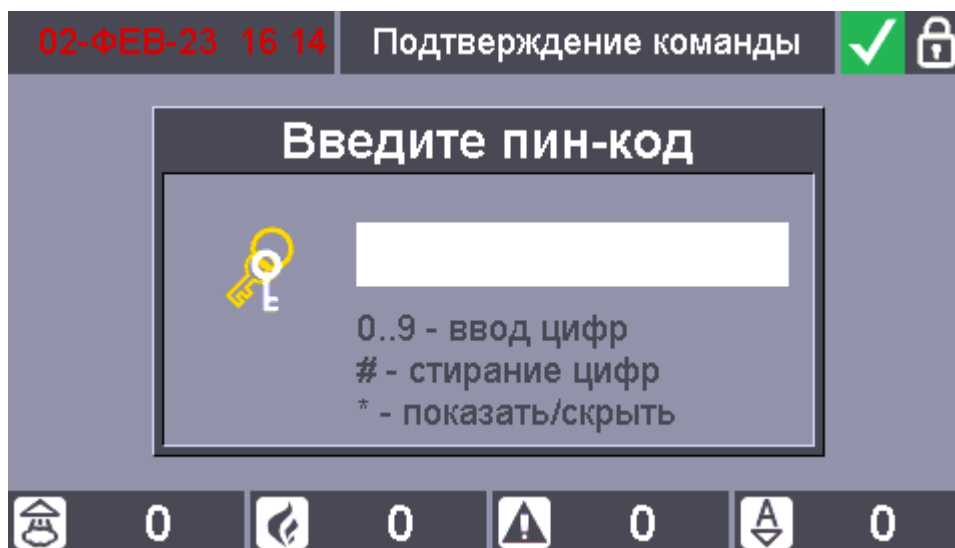 02-ФЕВ-23 16 14 Подтверждение команды
Введите пин-код
0..9 - ввод цифр
# - стирание цифр
* - показать/скрыть
0 0 0 A 0